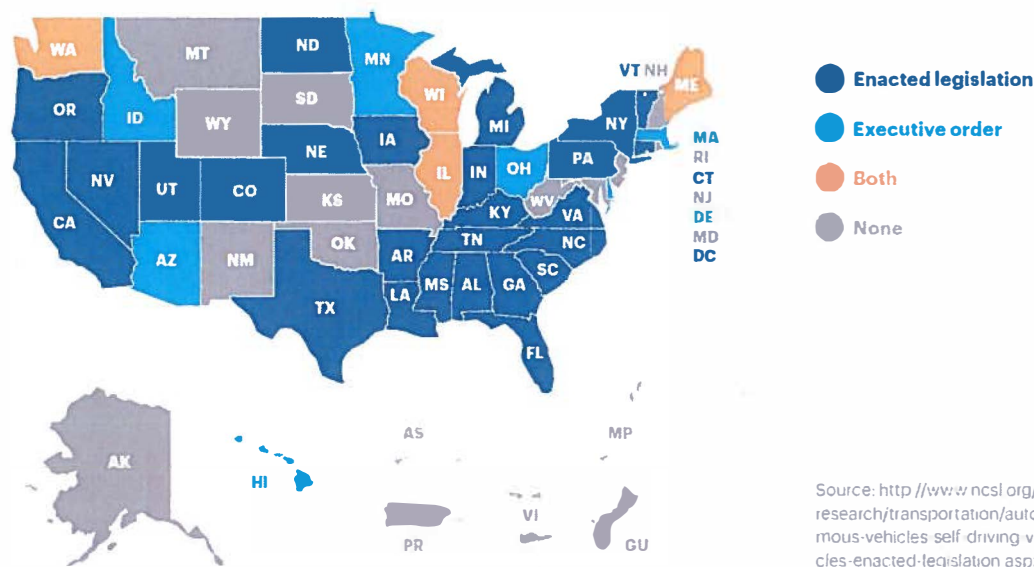 WA
MT
ND
MN
VT NH
ME
OR
ID
SD
WI
WY
MI
NY
IA
NE
PA
NV
UT
CO
IL
IN
OH
KS
MO
WV
VA
CA
KY
AZ
NM
OK
AR
TN
NC
SC
TX
LA
MS
AL
GA
FL
MA
RI
CT
NJ
DE
MD
DC
Enacted legislation
Executive order
Both
None
AK
HI
AS
MP
PR
VI
GU
Source: http //www ncsl org/
research/transportation/auto
mous-vehicles self driving v
cles-enacted-legislation asp